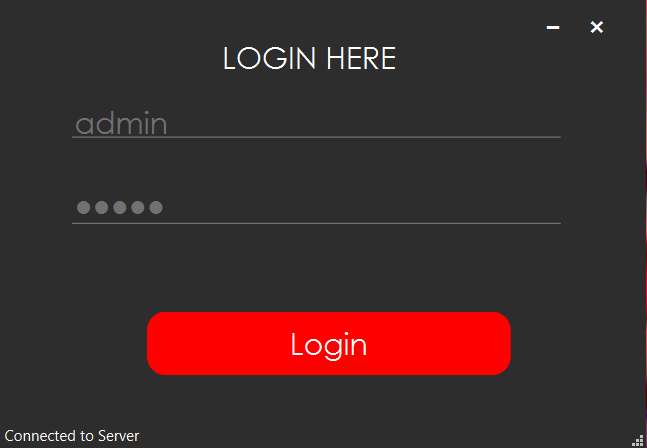 LOGIN HERE
admin
●●●●●
Login
Connected to Server